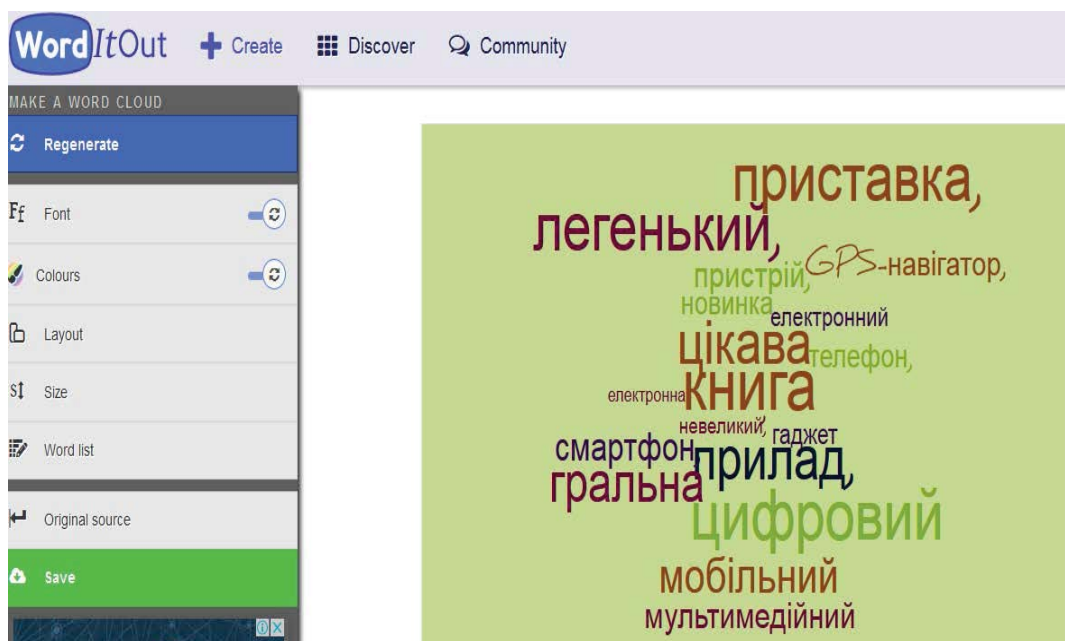 WordItOut Create Discover Community
MAKE A WORD CLOUD
Regenerate
Ff Font
Colours
Layout
Size
Word list
Original source
Save
приставка,
легенький,
GPS-навігатор,
пристрій,
новинка
електронний
цікава
телефон,
книга
електронна
невеликий,
гаджет
смартфон
прилад,
гральна
цифровий
мобільний
мультимедійний